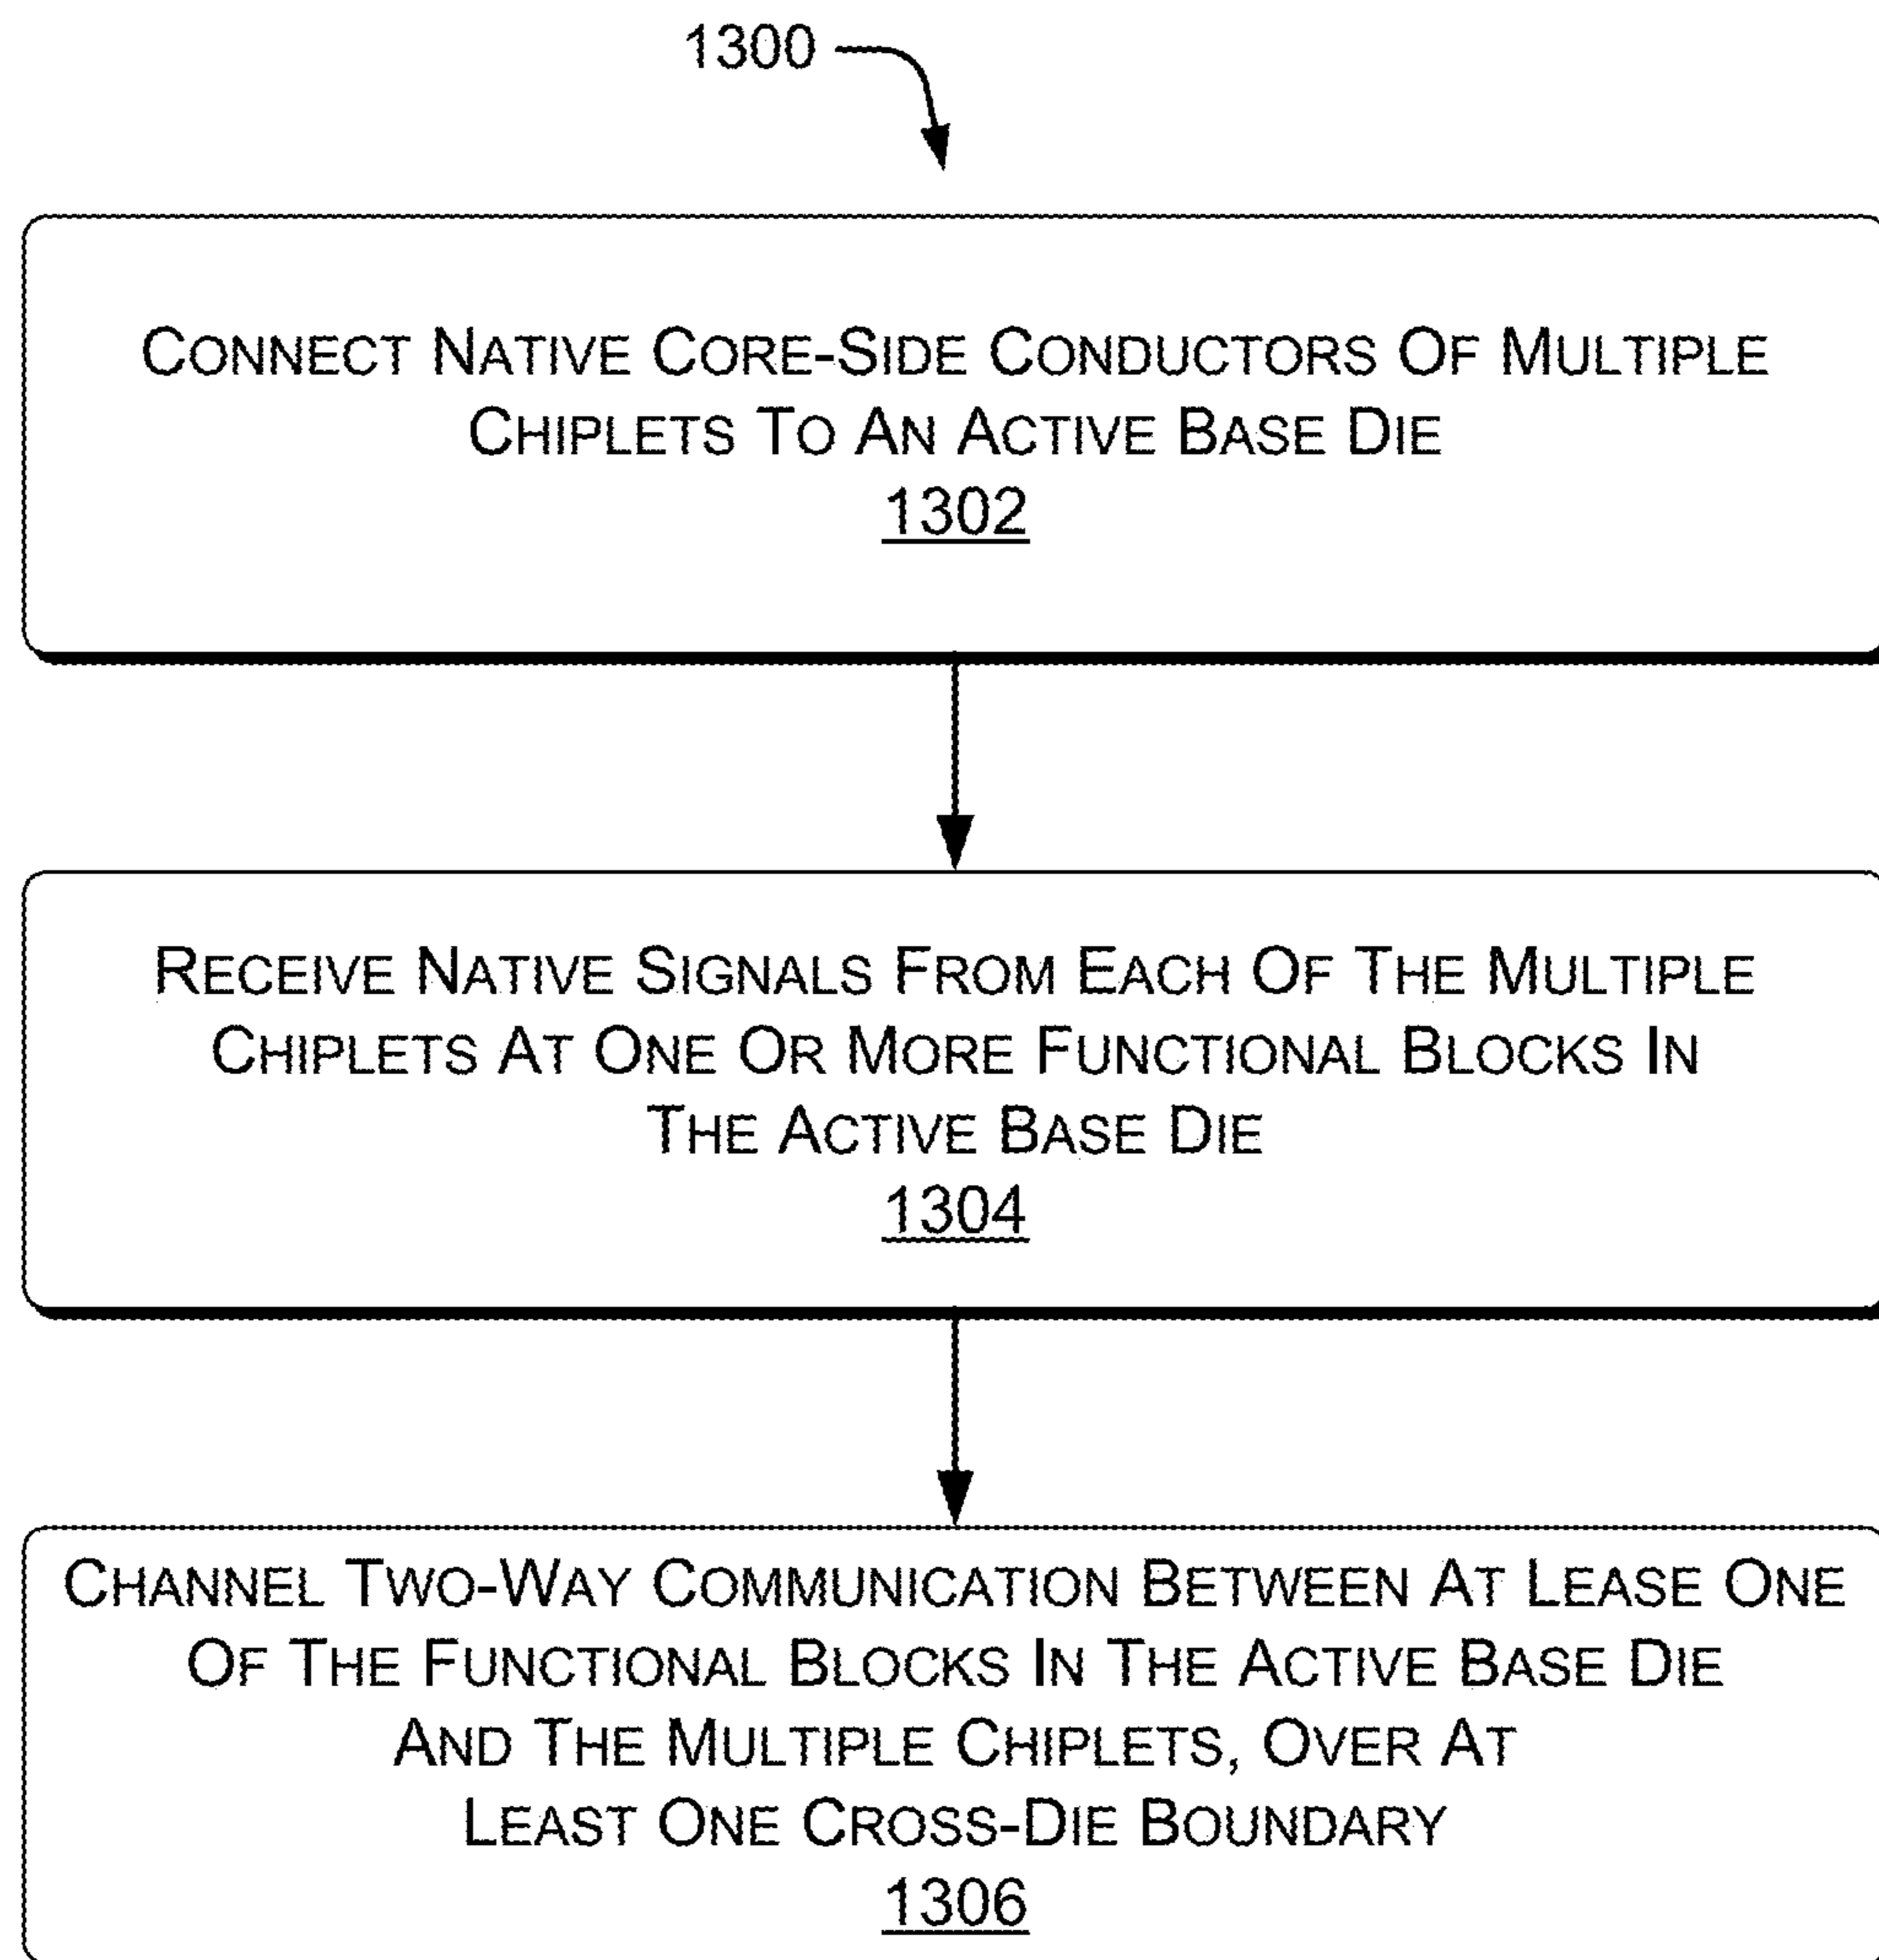 1300
CONNECT NATIVE CORE-SIDE CONDUCTORS OF MULTIPLE
CHIPLETS TO AN ACTIVE BASE DIE
1302
RECEIVE NATIVE SIGNALS FROM EACH OF THE MULTIPLE
CHIPLETS AT ONE OR MORE FUNCTIONAL BLOCKS IN
THE ACTIVE BASE DIE
1304
CHANNEL TWO-WAY COMMUNICATION BETWEEN AT LEASE ONE
OF THE FUNCTIONAL BLOCKS IN THE ACTIVE BASE DIE
AND THE MULTIPLE CHIPLETS, OVER AT
LEAST ONE CROSS-DIE BOUNDARY
1306